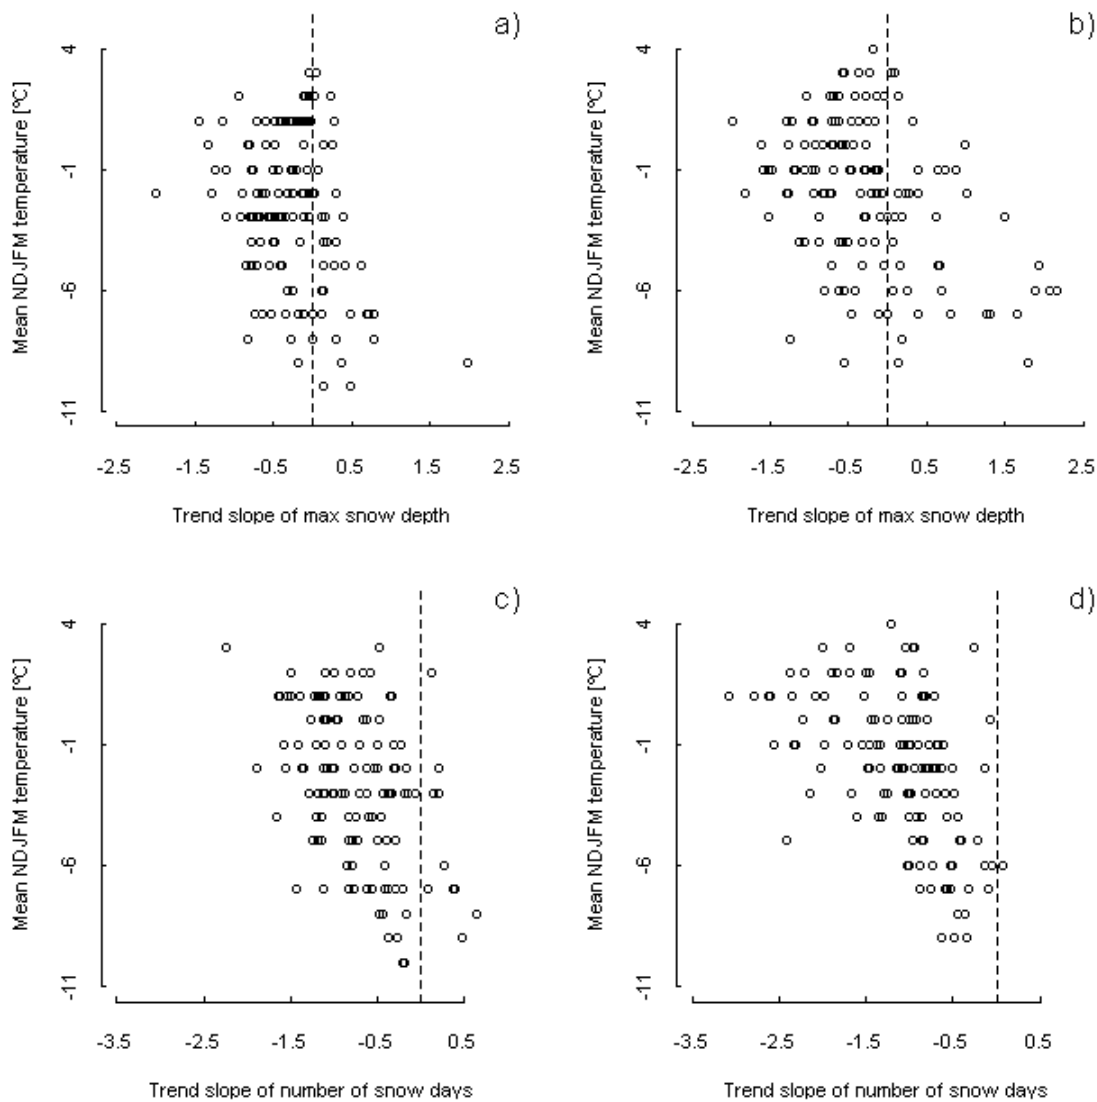 a)
4
-1
-6
-11
Mean NDJFM temperature [ºC]
-2.5 -1.5 -0.5 0.5 1.5 2.5
Trend slope of max snow depth
b)
4
-1
-6
-11
Mean NDJFM temperature [ºC]
-2.5 -1.5 -0.5 0.5 1.5 2.5
Trend slope of max snow depth
c)
4
-1
-6
-11
Mean NDJFM temperature [ºC]
-3.5 -2.5 -1.5 -0.5 0.5
Trend slope of number of snow days
d)
4
-1
-6
-11
Mean NDJFM temperature [ºC]
-3.5 -2.5 -1.5 -0.5 0.5
Trend slope of number of snow days